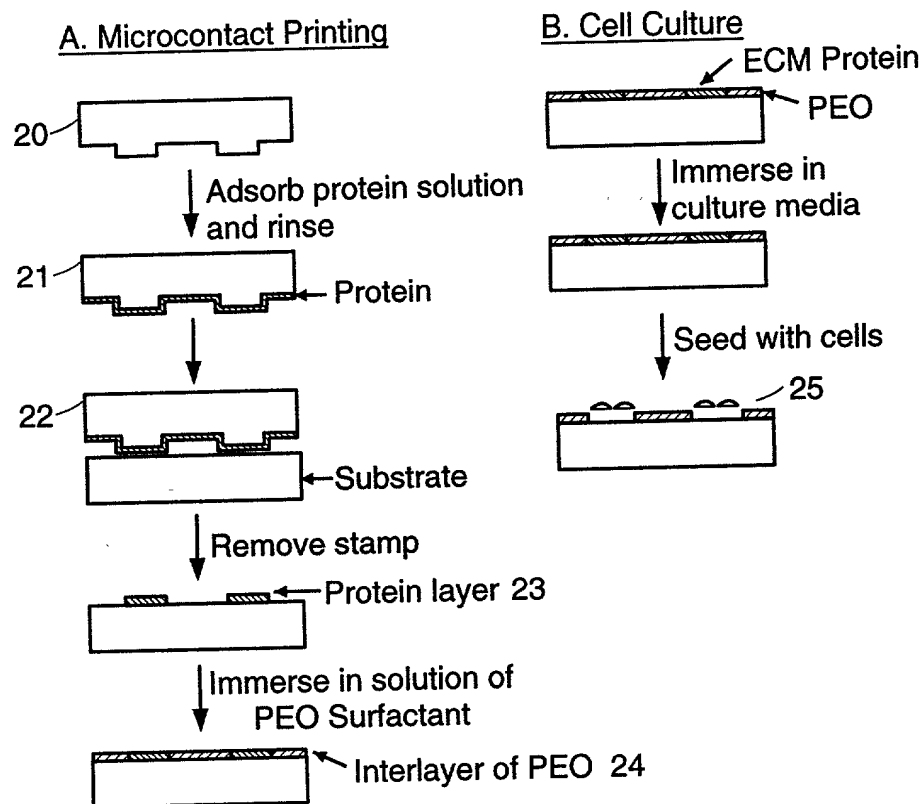 A. Microcontact Printing
20
Adsorb protein solution
and rinse
21
Protein
22
Substrate
Remove stamp
Protein layer 23
Immerse in solution of
PEO Surfactant
Interlayer of PEO 24
B. Cell Culture
ECM Protein
PEO
Immerse in
culture media
Seed with cells
25